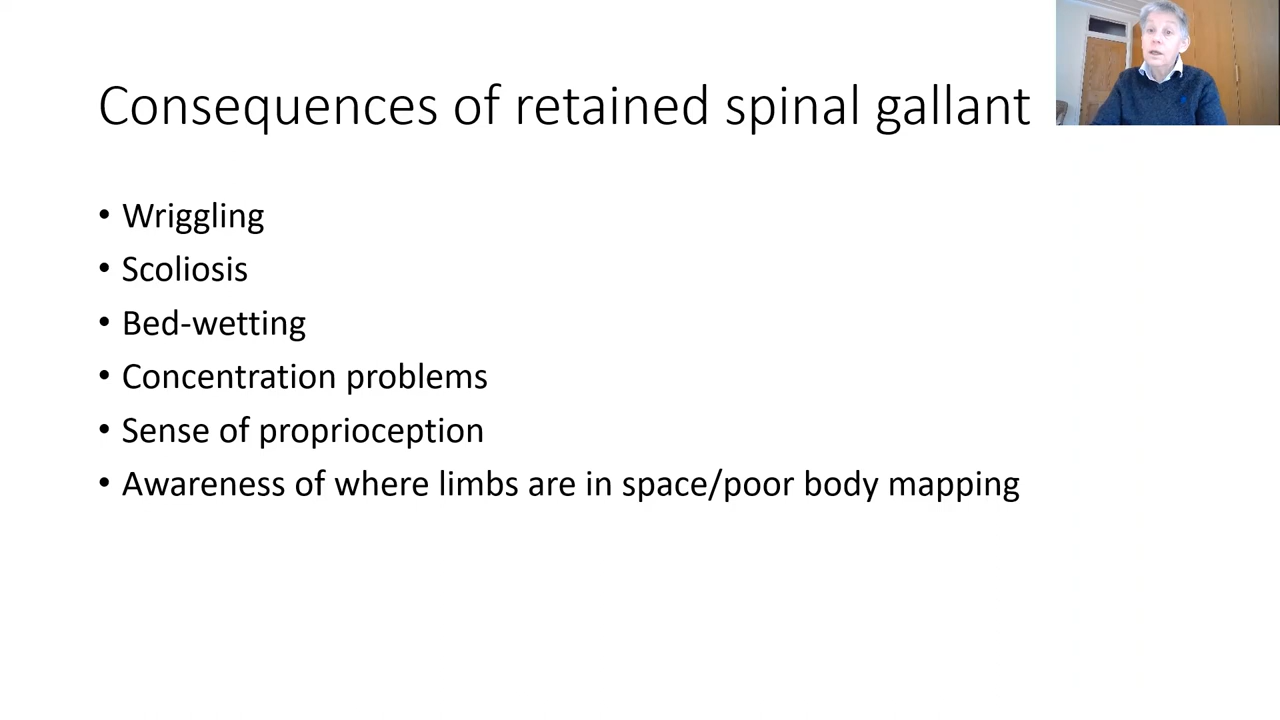 Consequences of retained spinal gallant
• Wriggling
• Scoliosis
• Bed-wetting
• Concentration problems
• Sense of proprioception
• Awareness of where limbs are in space/poor body mapping